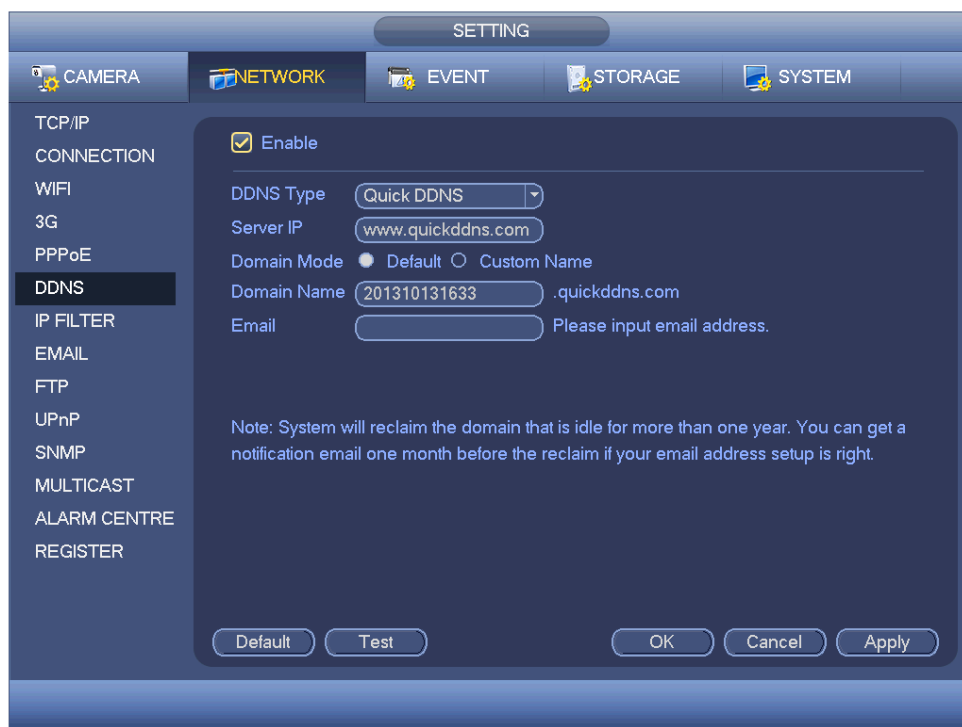 SETTING
CAMERA NETWORK EVENT STORAGE SYSTEM
TCP/IP
CONNECTION
WIFI
3G
PPPoE
DDNS
IP FILTER
EMAIL
FTP
UPnP
SNMP
MULTICAST
ALARM CENTRE
REGISTER
Enable
DDNS Type Quick DDNS
Server IP www.quickddns.com
Domain Mode Default Custom Name
Domain Name 201310131633 .quickddns.com
Email Please input email address.
Note: System will reclaim the domain that is idle for more than one year. You can get a
notification email one month before the reclaim if your email address setup is right.
Default Test OK Cancel Apply